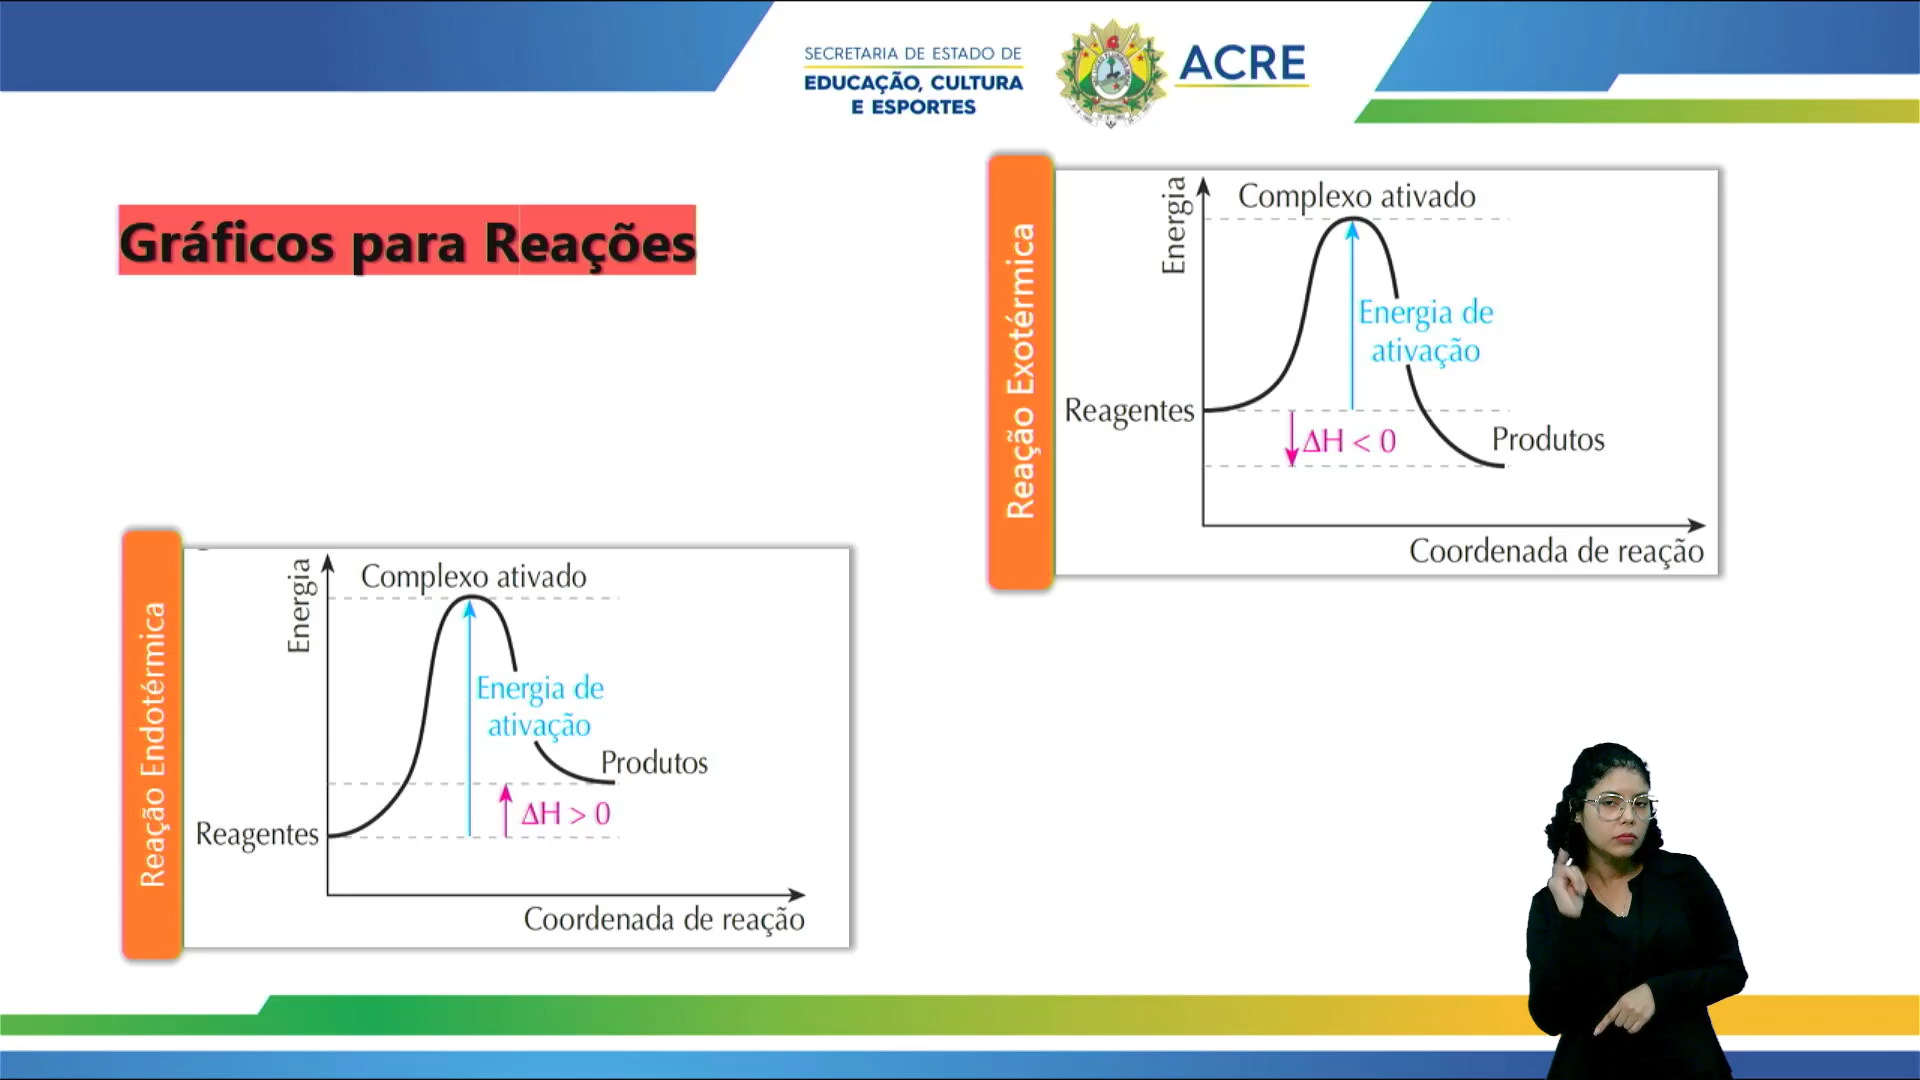 SECRETARIA DE ESTADO DE
EDUCAÇÃO, CULTURA
E ESPORTES
ACRE
Gráficos para Reações
Reação Exotérmica
Energia
Complexo ativado
Energia de
ativação
Reagentes
ΔH < 0
Produtos
Coordenada de reação
Reação Endotérmica
Energia
Complexo ativado
Energia de
ativação
Produtos
ΔH > 0
Reagentes
Coordenada de reação